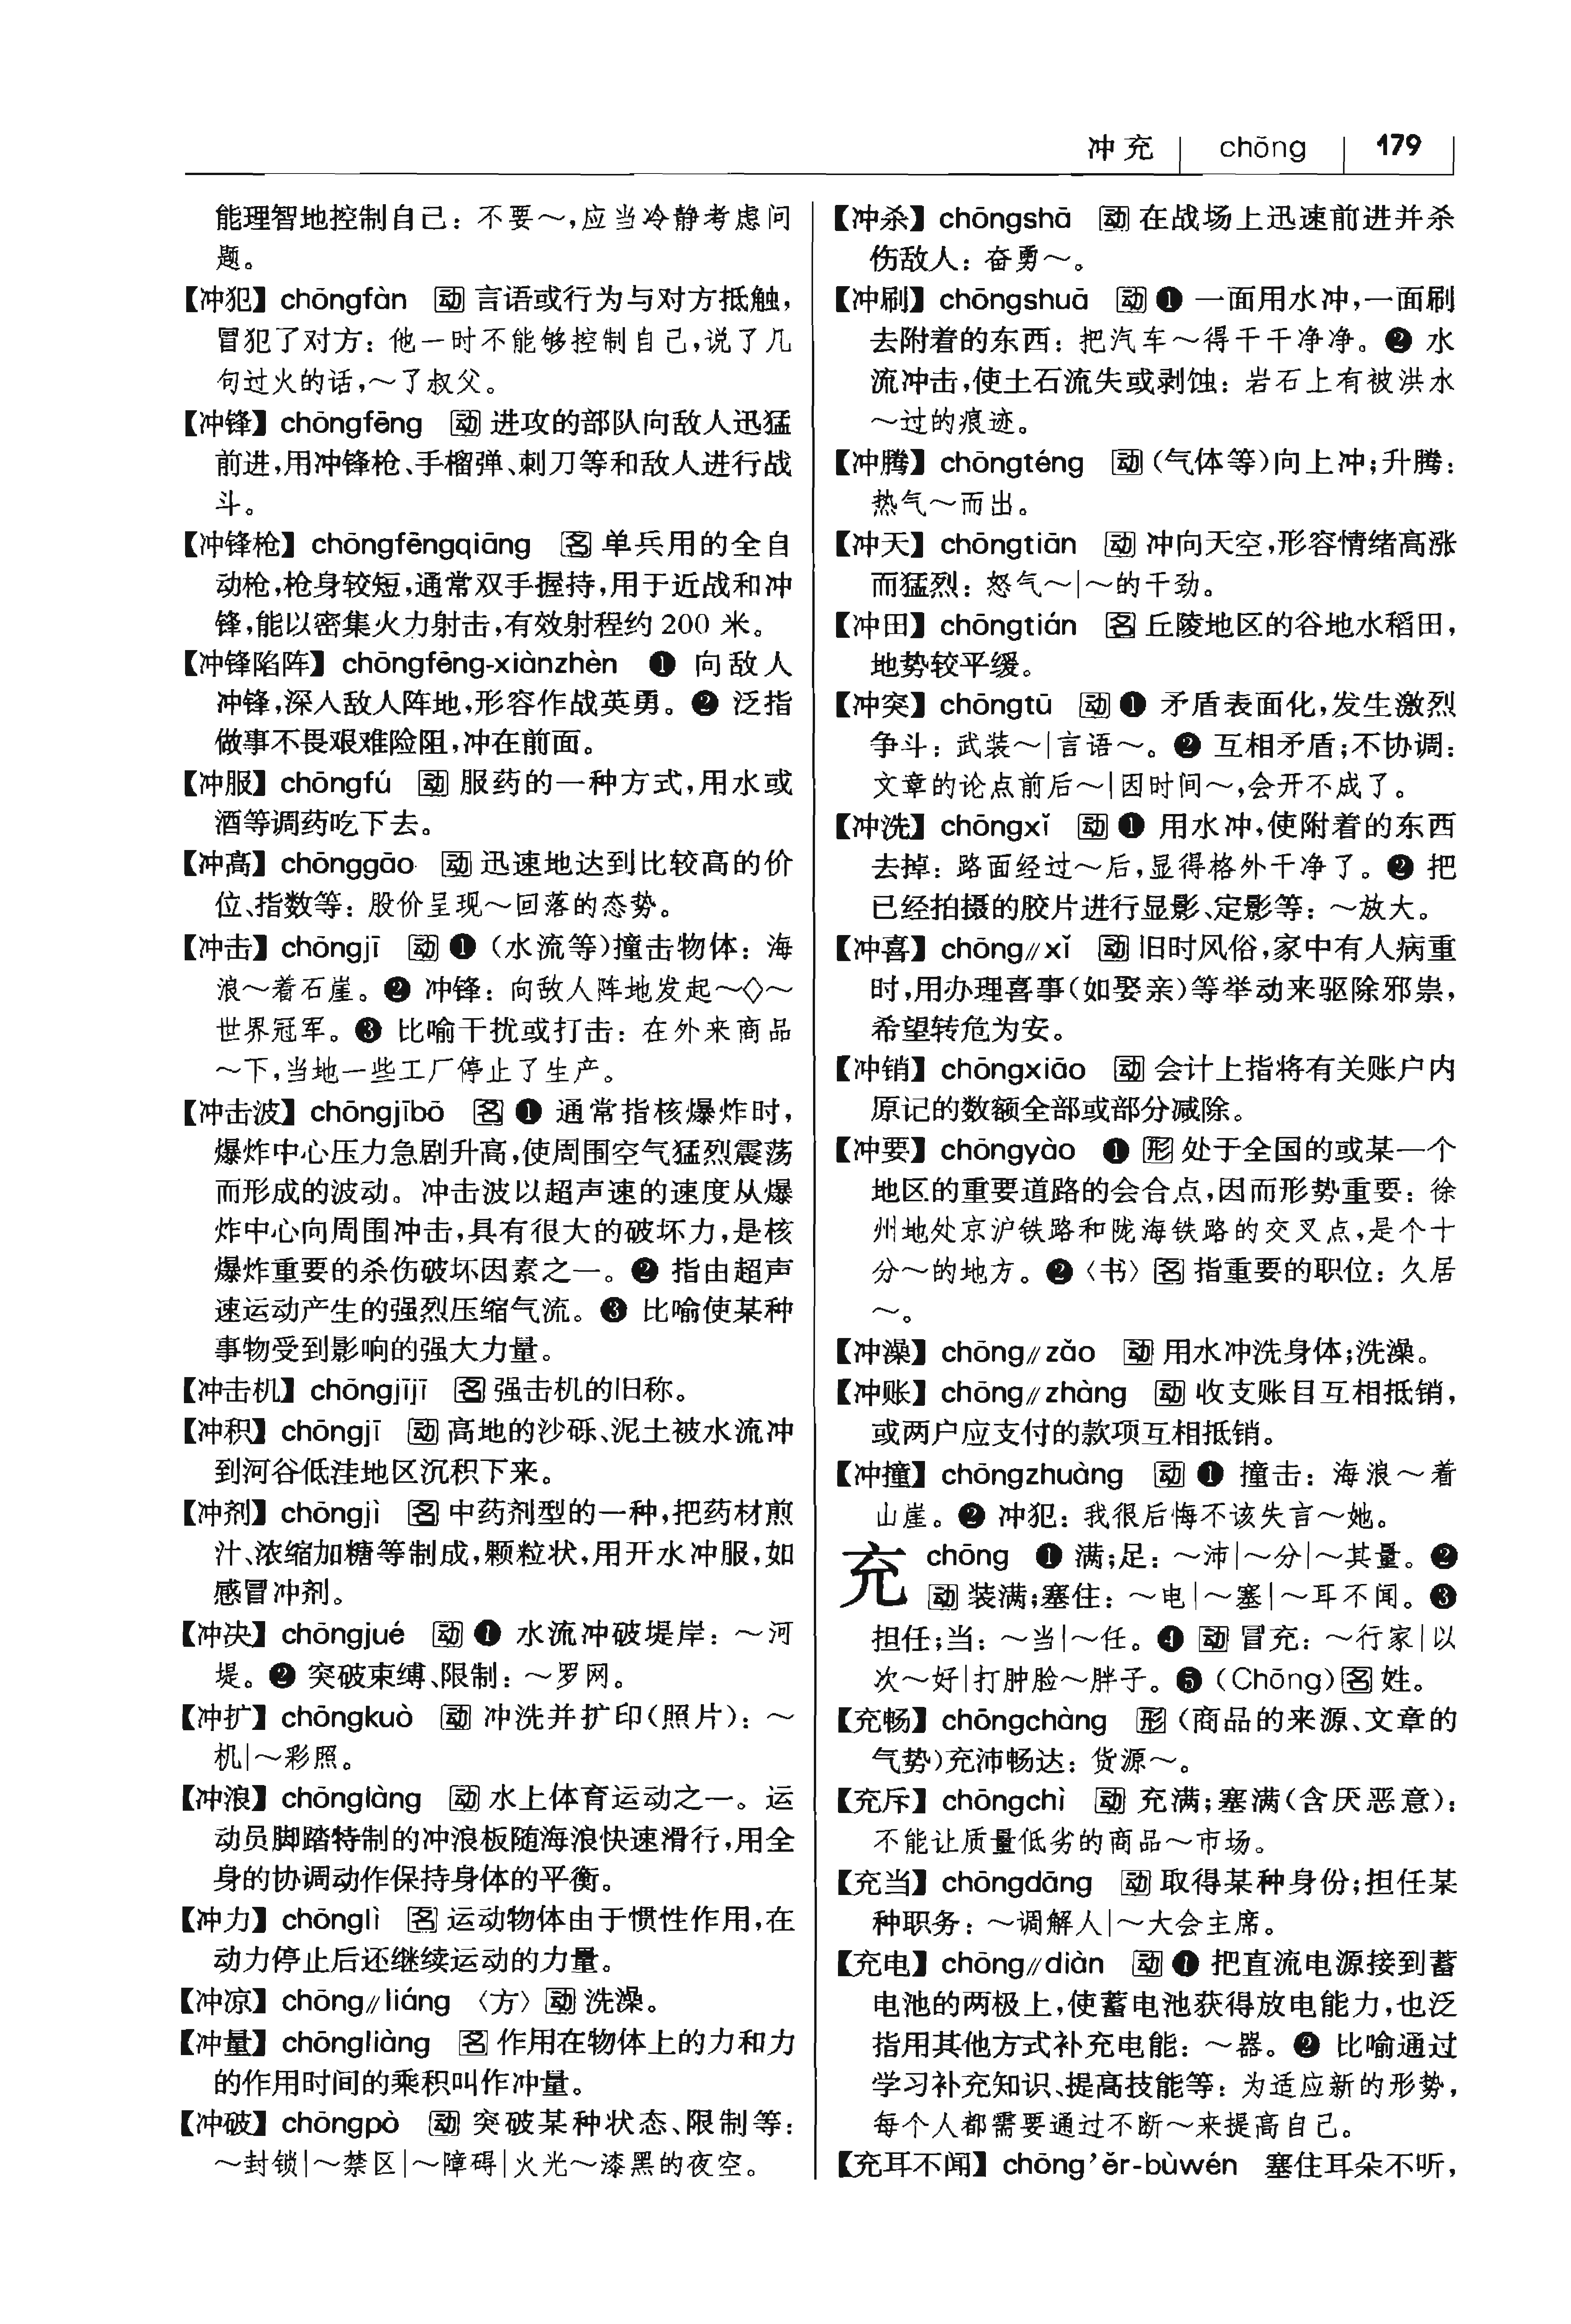 冲充 | chōng | 179
能理智地控制自己：不要～，应当冷静考虑问
题。
【冲犯】chōngfàn 动 言语或行为与对方抵触，
冒犯了对方：他一时不能够控制自己，说了几
句过火的话，～了叔父。
【冲锋】chōngfēng 动 进攻的部队向敌人迅猛
前进，用冲锋枪、手榴弹、刺刀等和敌人进行战
斗。
【冲锋枪】chōngfēngqiāng 名 单兵用的全自
动枪，枪身较短，通常双手握持，用于近战和冲
锋，能以密集火力射击，有效射程约 200 米。
【冲锋陷阵】chōngfēng-xiànzhèn ❶ 向敌人
冲锋，深入敌人阵地，形容作战英勇。❷ 泛指
做事不畏艰难险阻，冲在前面。
【冲服】chōngfú 动 服药的一种方式，用水或
酒等调药吃下去。
【冲高】chōnggāo 动 迅速地达到比较高的价
位、指数等：股价呈现～回落的态势。
【冲击】chōngjī 动 ❶（水流等）撞击物体：海
浪～着石崖。❷ 冲锋：向敌人阵地发起～◇～
世界冠军。❸ 比喻干扰或打击：在外来商品
～下，当地一些工厂停止了生产。
【冲击波】chōngjībō 名 ❶ 通常指核爆炸时，
爆炸中心压力急剧升高，使周围空气猛烈震荡
而形成的波动。冲击波以超声速的速度从爆
炸中心向周围冲击，具有很大的破坏力，是核
爆炸重要的杀伤破坏因素之一。❷ 指由超声
速运动产生的强烈压缩气流。❸ 比喻使某种
事物受到影响的强大力量。
【冲击机】chōngjījī 名 强击机的旧称。
【冲积】chōngjī 动 高地的沙砾、泥土被水流冲
到河谷低洼地区沉积下来。
【冲剂】chōngjì 名 中药剂型的一种，把药材煎
汁、浓缩加糖等制成，颗粒状，用开水冲服，如
感冒冲剂。
【冲决】chōngjué 动 ❶ 水流冲破堤岸：～河
堤。❷ 突破束缚、限制：～罗网。
【冲扩】chōngkuò 动 冲洗并扩印（照片）：～
机|～彩照。
【冲浪】chōnglàng 动 水上体育运动之一。运
动员脚踏特制的冲浪板随海浪快速滑行，用全
身的协调动作保持身体的平衡。
【冲力】chōnglì 名 运动物体由于惯性作用，在
动力停止后还继续运动的力量。
【冲凉】chōng∥liáng 〈方〉动 洗澡。
【冲量】chōngliàng 名 作用在物体上的力和力
的作用时间的乘积叫作冲量。
【冲破】chōngpò 动 突破某种状态、限制等：
～封锁|～禁区|～障碍|火光～漆黑的夜空。
【冲杀】chōngshā 动 在战场上迅速前进并杀
伤敌人：奋勇～。
【冲刷】chōngshuā 动 ❶ 一面用水冲，一面刷
去附着的东西：把汽车～得干干净净。❷ 水
流冲击，使土石流失或剥蚀：岩石上有被洪水
～过的痕迹。
【冲腾】chōngténg 动（气体等）向上冲；升腾：
热气～而出。
【冲天】chōngtiān 动 冲向天空，形容情绪高涨
而猛烈：怒气～|～的干劲。
【冲田】chōngtián 名 丘陵地区的谷地水稻田，
地势较平缓。
【冲突】chōngtū 动 ❶ 矛盾表面化，发生激烈
争斗：武装～|言语～。❷ 互相矛盾；不协调：
文章的论点前后～|因时间～，会开不成了。
【冲洗】chōngxǐ 动 ❶ 用水冲，使附着的东西
去掉：路面经过～后，显得格外干净了。❷ 把
已经拍摄的胶片进行显影、定影等：～放大。
【冲喜】chōng∥xǐ 动 旧时风俗，家中有人病重
时，用办理喜事（如娶亲）等举动来驱除邪祟，
希望转危为安。
【冲销】chōngxiāo 动 会计上指将有关账户内
原记的数额全部或部分减除。
【冲要】chōngyào ❶ 形 处于全国的或某一个
地区的重要道路的会合点，因而形势重要：徐
州地处京沪铁路和陇海铁路的交叉点，是个十
分～的地方。❷〈书〉名 指重要的职位：久居
～。
【冲澡】chōng∥zǎo 动 用水冲洗身体；洗澡。
【冲账】chōng∥zhàng 动 收支账目互相抵销，
或两户应支付的款项互相抵销。
【冲撞】chōngzhuàng 动 ❶ 撞击：海浪～着
山崖。❷ 冲犯：我很后悔不该失言～她。
充 chōng ❶ 满；足：～沛|～分|～其量。❷
动 装满；塞住：～电|～塞|～耳不闻。❸
担任；当：～当|～任。❹ 动 冒充：～行家|以
次～好|打肿脸～胖子。❺（Chōng）名 姓。
【充畅】chōngchàng 形（商品的来源、文章的
气势）充沛畅达：货源～。
【充斥】chōngchì 动 充满；塞满（含厌恶意）：
不能让质量低劣的商品～市场。
【充当】chōngdāng 动 取得某种身份；担任某
种职务：～调解人|～大会主席。
【充电】chōng∥diàn 动 ❶ 把直流电源接到蓄
电池的两极上，使蓄电池获得放电能力，也泛
指用其他方式补充电能：～器。❷ 比喻通过
学习补充知识、提高技能等：为适应新的形势，
每个人都需要通过不断～来提高自己。
【充耳不闻】chōng’ěr-bùwén 塞住耳朵不听，